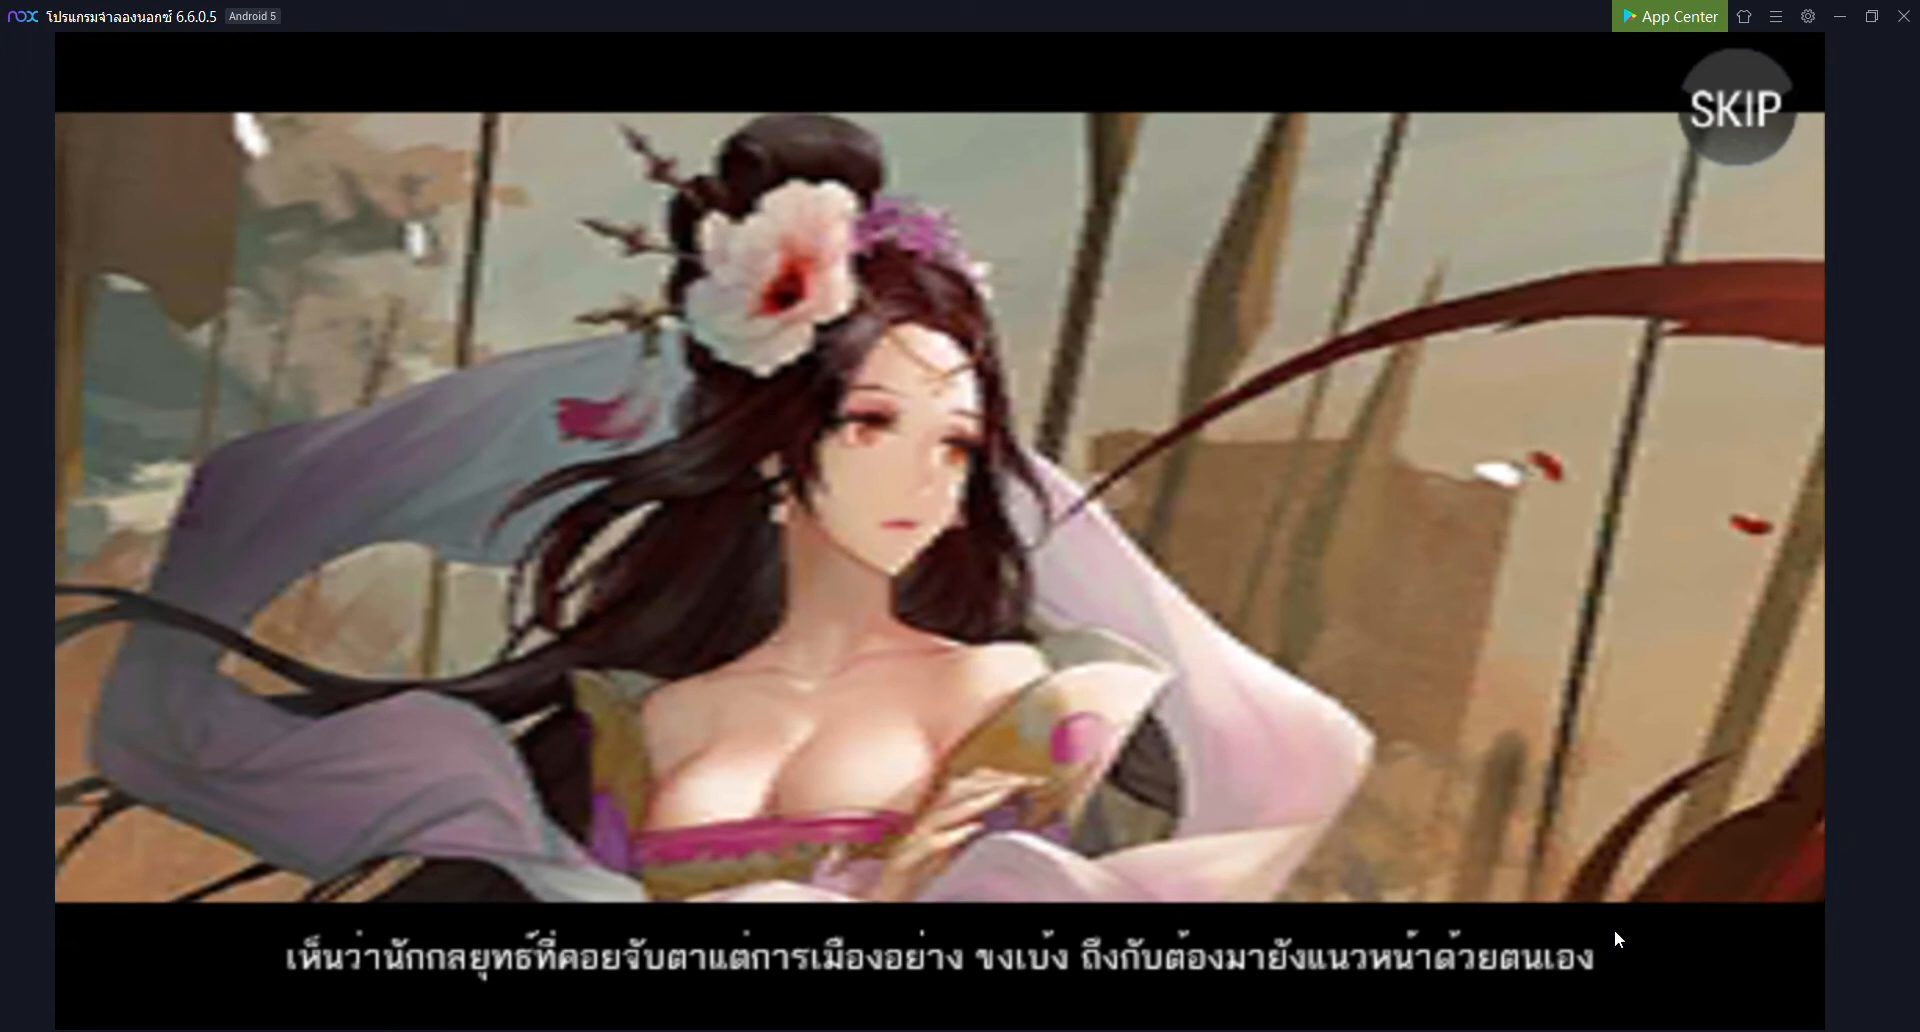 nox โปรแกรมจำลองนอกซ์ 6.6.0.5 Android 5 App Center
SKIP
เห็นว่านักกลยุทธ์ที่คอยจับตาแต่การเมืองอย่าง ขงเบ้ง ถึงกับต้องมายังแนวหน้าด้วยตนเอง